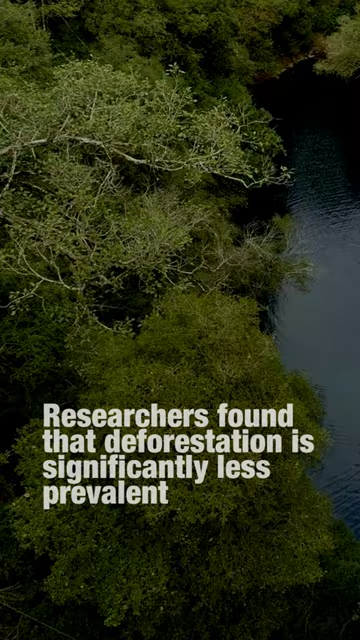 Researchers found
that deforestation is
significantly less
prevalent